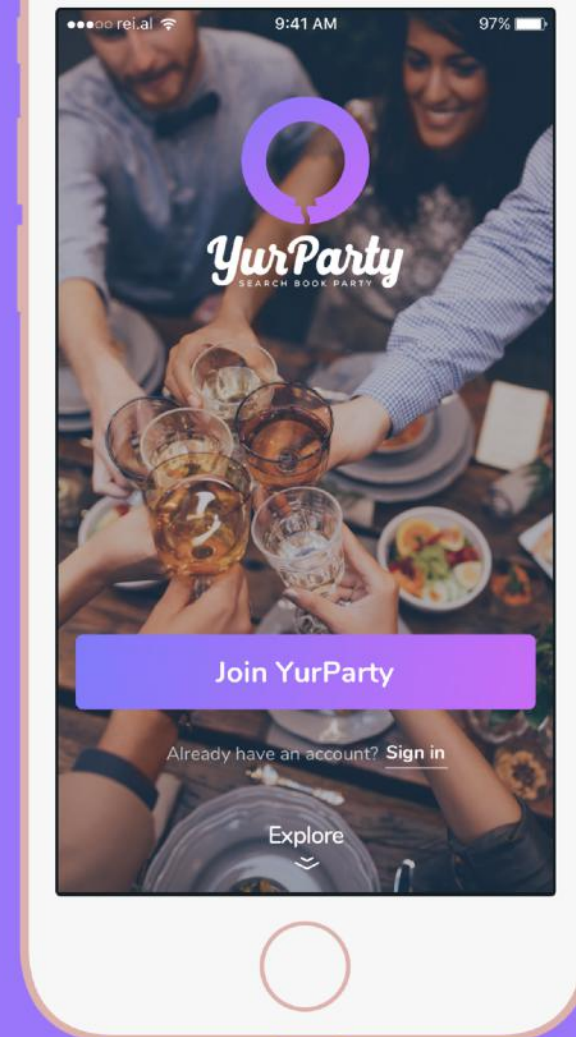 rei.al 9:41 AM 97%
YurParty
SEARCH BOOK PARTY
Join YurParty
Already have an account? Sign in
Explore